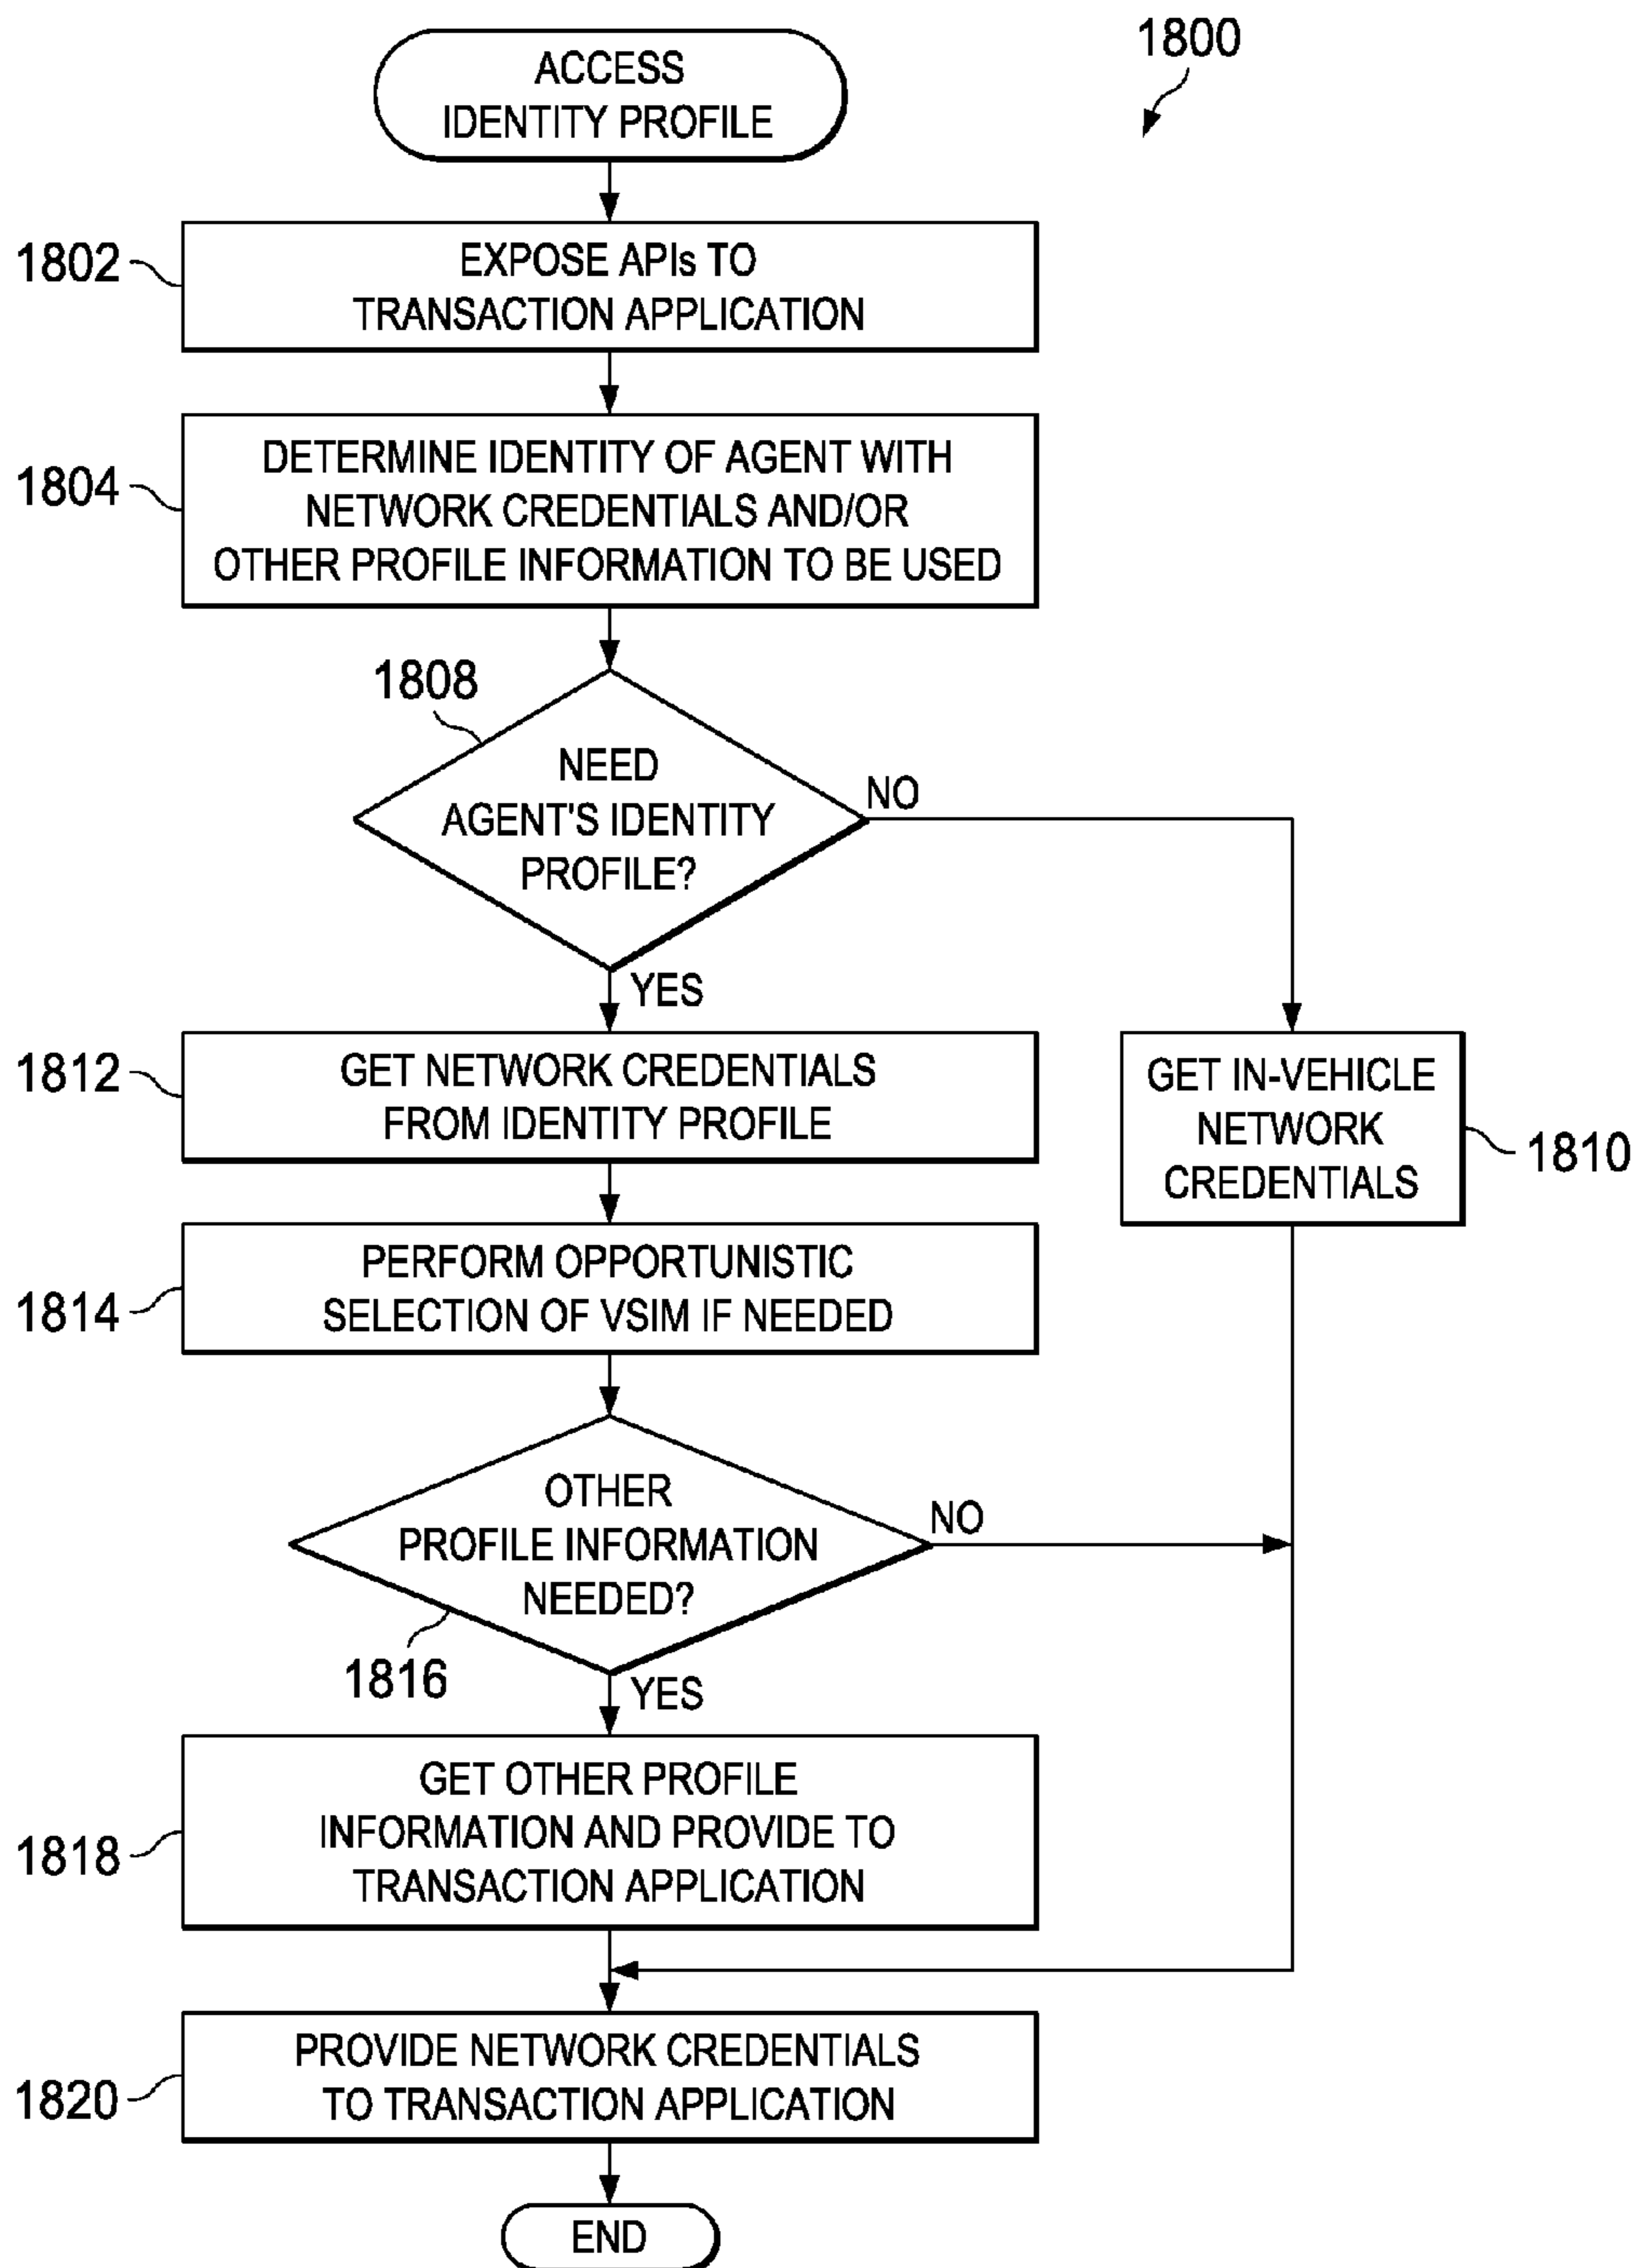 1800
ACCESS
IDENTITY PROFILE
1802
EXPOSE APIs TO
TRANSACTION APPLICATION
1804
DETERMINE IDENTITY OF AGENT WITH
NETWORK CREDENTIALS AND/OR
OTHER PROFILE INFORMATION TO BE USED
1808
NEED
AGENT'S IDENTITY
PROFILE?
NO
YES
1812
GET NETWORK CREDENTIALS
FROM IDENTITY PROFILE
GET IN-VEHICLE
NETWORK
CREDENTIALS
1810
1814
PERFORM OPPORTUNISTIC
SELECTION OF VSIM IF NEEDED
OTHER
PROFILE INFORMATION
NEEDED?
NO
1816
YES
1818
GET OTHER PROFILE
INFORMATION AND PROVIDE TO
TRANSACTION APPLICATION
1820
PROVIDE NETWORK CREDENTIALS
TO TRANSACTION APPLICATION
END